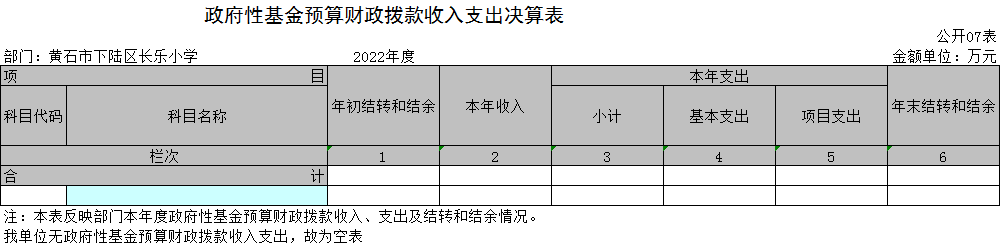 政府性基金预算财政拨款收入支出决算表
公开07表
部门：黄石市下陆区长乐小学 2022年度 金额单位：万元
项 目 年初结转和结余 本年收入 本年支出 年末结转和结余
科目代码 科目名称 小计 基本支出 项目支出
栏次 1 2 3 4 5 6
合 计
注：本表反映部门本年度政府性基金预算财政拨款收入、支出及结转和结余情况。
我单位无政府性基金预算财政拨款收入支出，故为空表